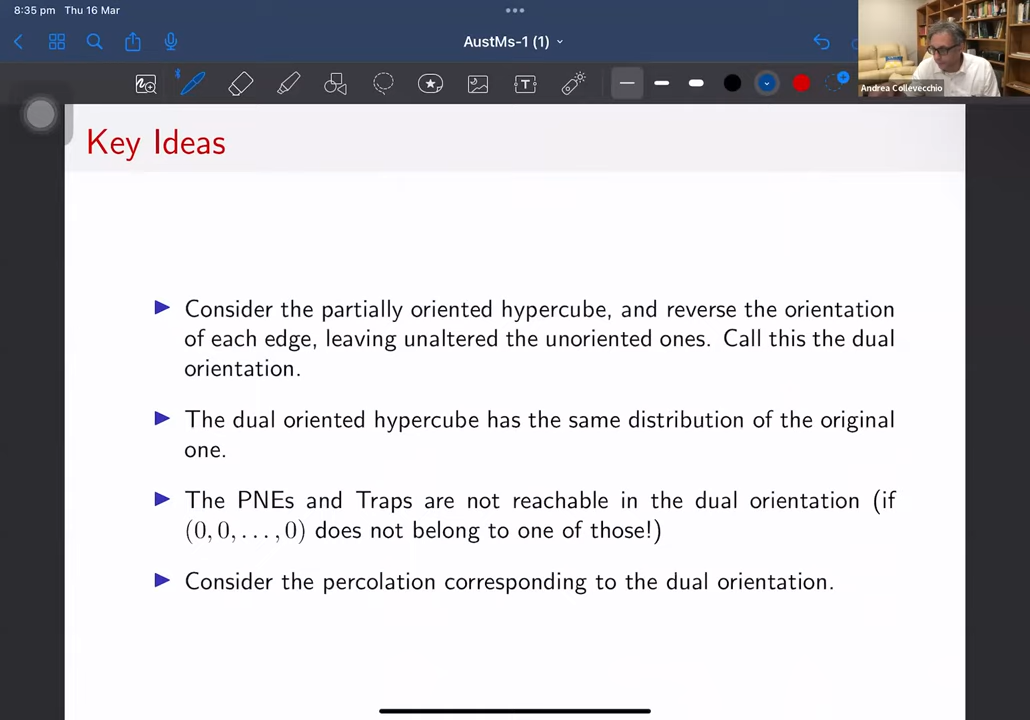 8:35 pm Thu 16 Mar
AustMs-1 (1)
T
Andrea Collevecchio
Key Ideas
Consider the partially oriented hypercube, and reverse the orientation
of each edge, leaving unaltered the unoriented ones. Call this the dual
orientation.
The dual oriented hypercube has the same distribution of the original
one.
The PNEs and Traps are not reachable in the dual orientation (if
(0, 0, . . . , 0) does not belong to one of those!)
Consider the percolation corresponding to the dual orientation.